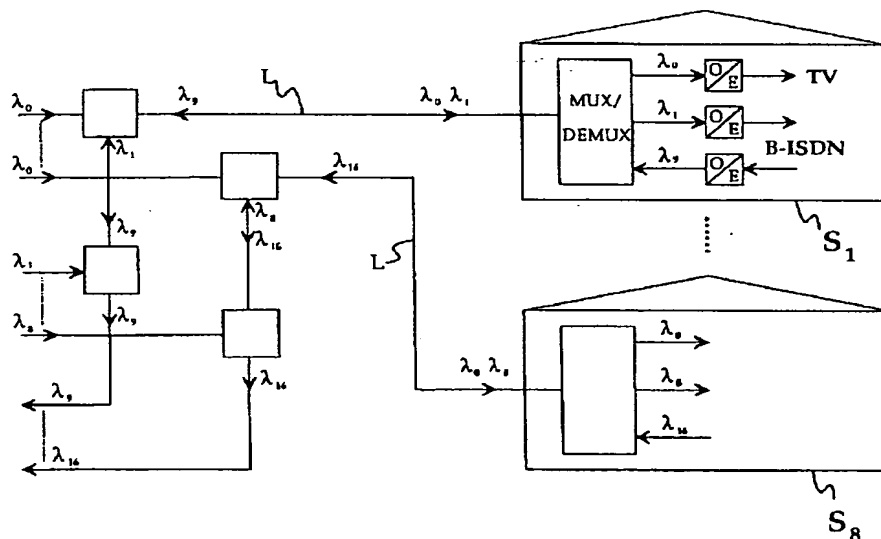 λ₀ λ₉ L λ₀ λ₁ MUX/ DEMUX λ₀ O/E TV
λ₁ λ₁ O/E
λ₉ O/E B-ISDN
λ₀ λ₁₆
λ₈ S₁
λ₉ λ₁₆ L
λ₁
λ₈ λ₉
λ₀
λ₀ λ₈ λ₈
λ₁₆ λ₁₆
λ₉
λ₁₆ S₈